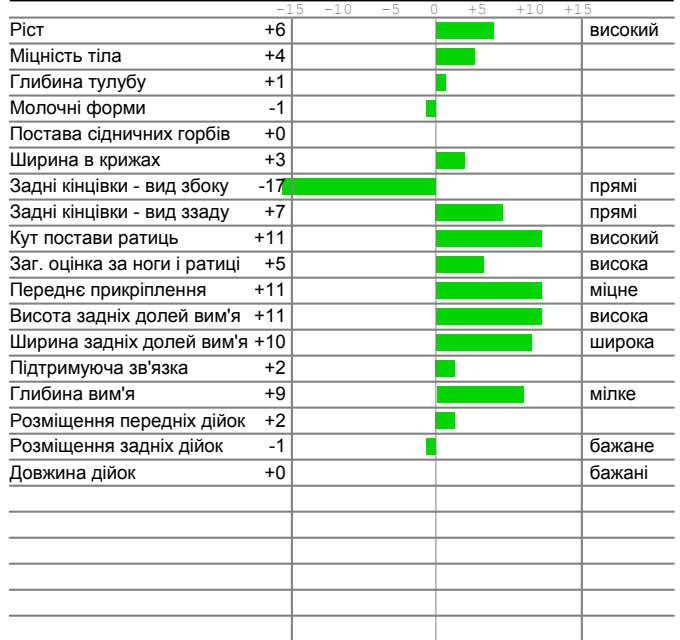 -15 -10 -5 0 +5 +10 +15
Ріст +6 високий
Міцність тіла +4
Глибина тулубу +1
Молочні форми -1
Постава сідничних горбів +0
Ширина в крижах +3
Задні кінцівки - вид збоку -17 прямі
Задні кінцівки - вид ззаду +7 прямі
Кут постави ратиць +11 високий
Заг. оцінка за ноги і ратиці +5 висока
Переднє прикріплення +11 міцне
Висота задніх долей вим'я +11 висока
Ширина задніх долей вим'я +10 широка
Підтримуюча зв'язка +2
Глибина вим'я +9 мілке
Розміщення передніх дійок +2
Розміщення задніх дійок -1 бажане
Довжина дійок +0 бажані